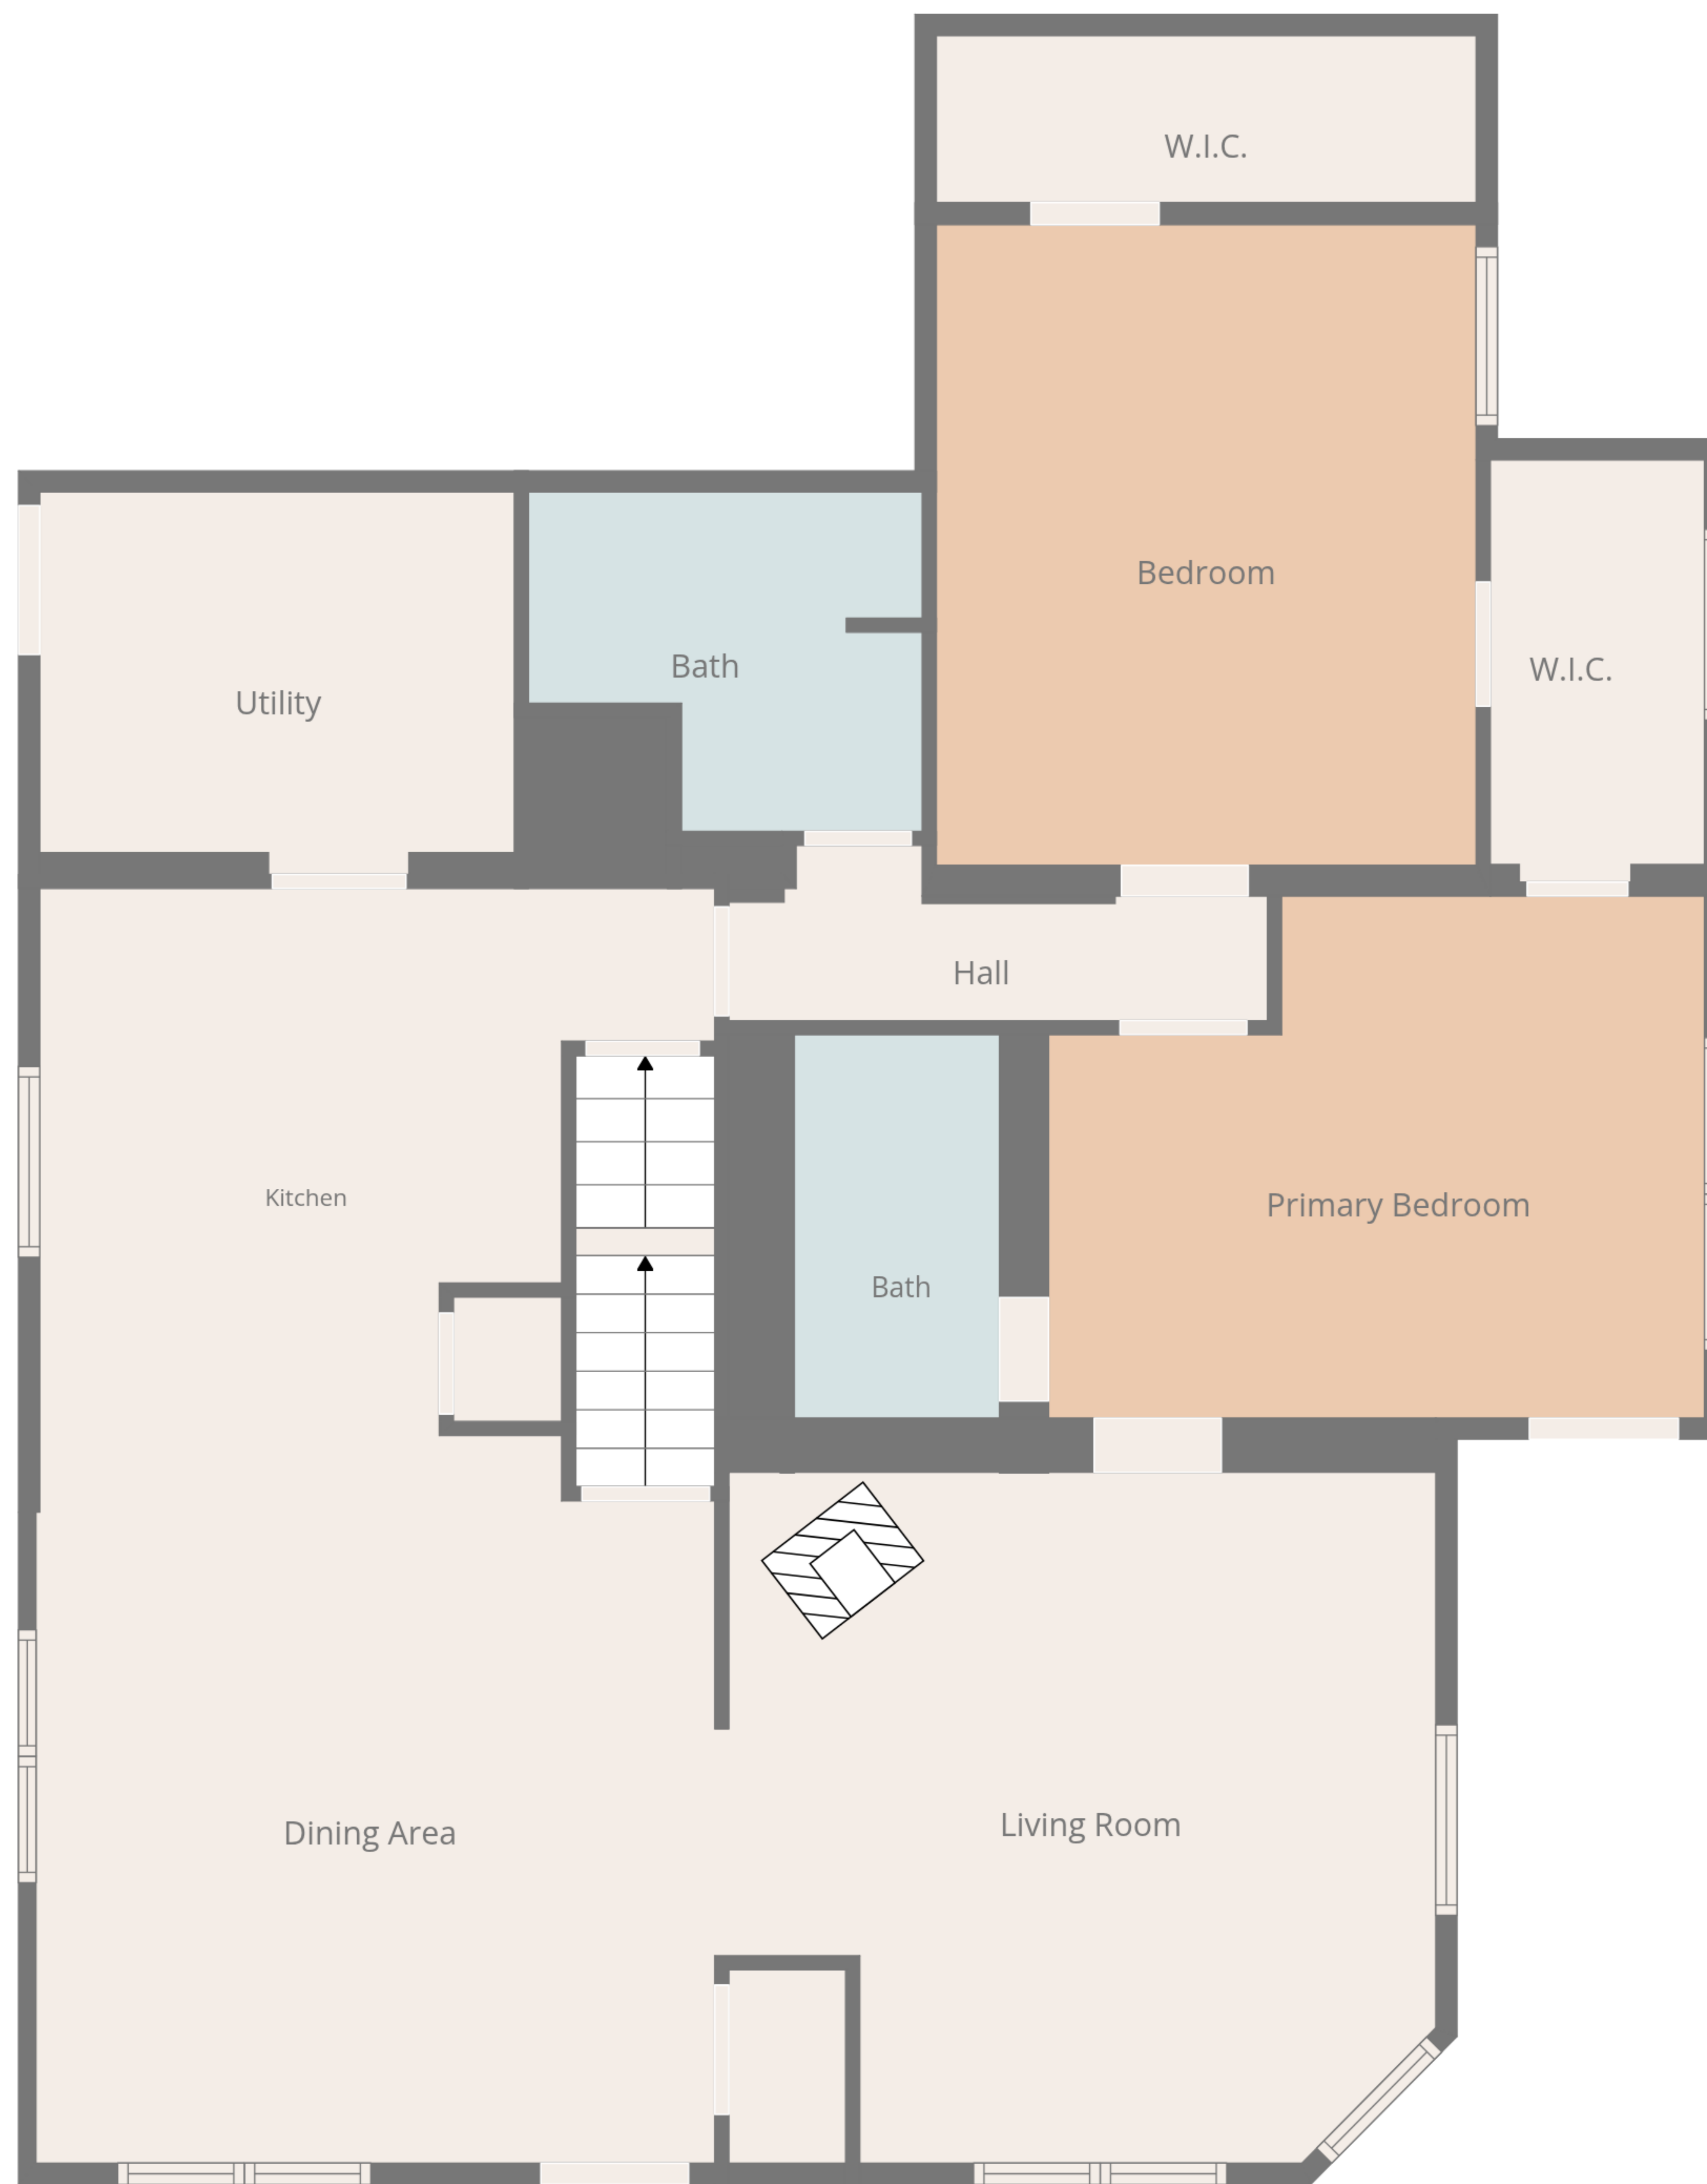 W.I.C.
Bedroom
Bath
W.I.C.
Utility
Hall
Kitchen
Primary Bedroom
Bath
Dining Area
Living Room